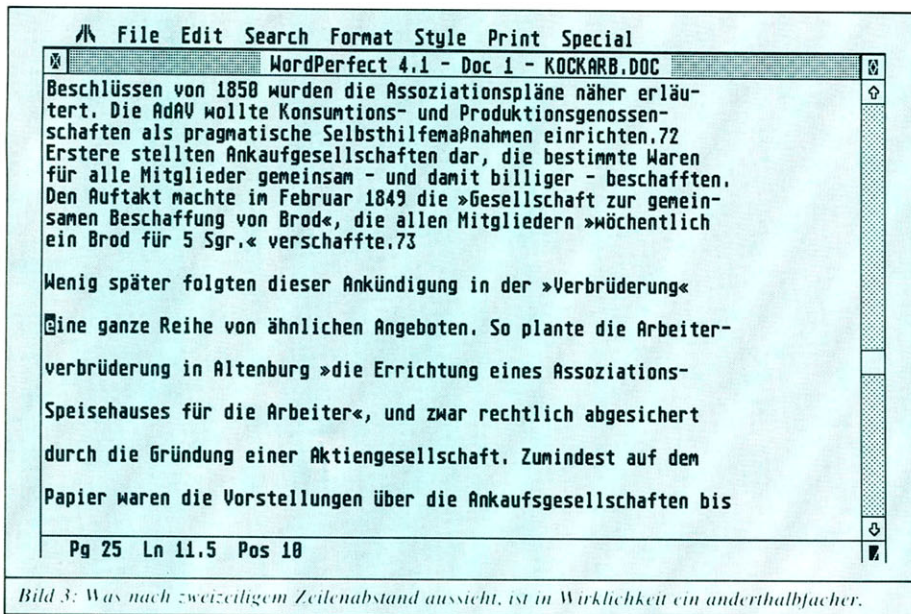 File Edit Search Format Style Print Special
WordPerfect 4.1 - Doc 1 - KOCKARB.DOC
Beschlüssen von 1850 wurden die Assoziationspläne näher erläu-
tert. Die AdAV wollte Konsumtions- und Produktionsgenossen-
schaften als pragmatische Selbsthilfemaßnahmen einrichten.72
Erstere stellten Ankaufgesellschaften dar, die bestimmte Waren
für alle Mitglieder gemeinsam - und damit billiger - beschafften.
Den Auftakt machte im Februar 1849 die »Gesellschaft zur gemein-
samen Beschaffung von Brod«, die allen Mitgliedern »wöchentlich
ein Brod für 5 Sgr.« verschaffte.73
Wenig später folgten dieser Ankündigung in der »Verbrüderung«
eine ganze Reihe von ähnlichen Angeboten. So plante die Arbeiter-
verbrüderung in Altenburg »die Errichtung eines Assoziations-
Speisehauses für die Arbeiter«, und zwar rechtlich abgesichert
durch die Gründung einer Aktiengesellschaft. Zumindest auf dem
Papier waren die Vorstellungen über die Ankaufsgesellschaften bis
Pg 25 Ln 11.5 Pos 10
Bild 3: Was nach zweizeiligem Zeilenabstand aussieht, ist in Wirklichkeit ein anderthalbfacher.